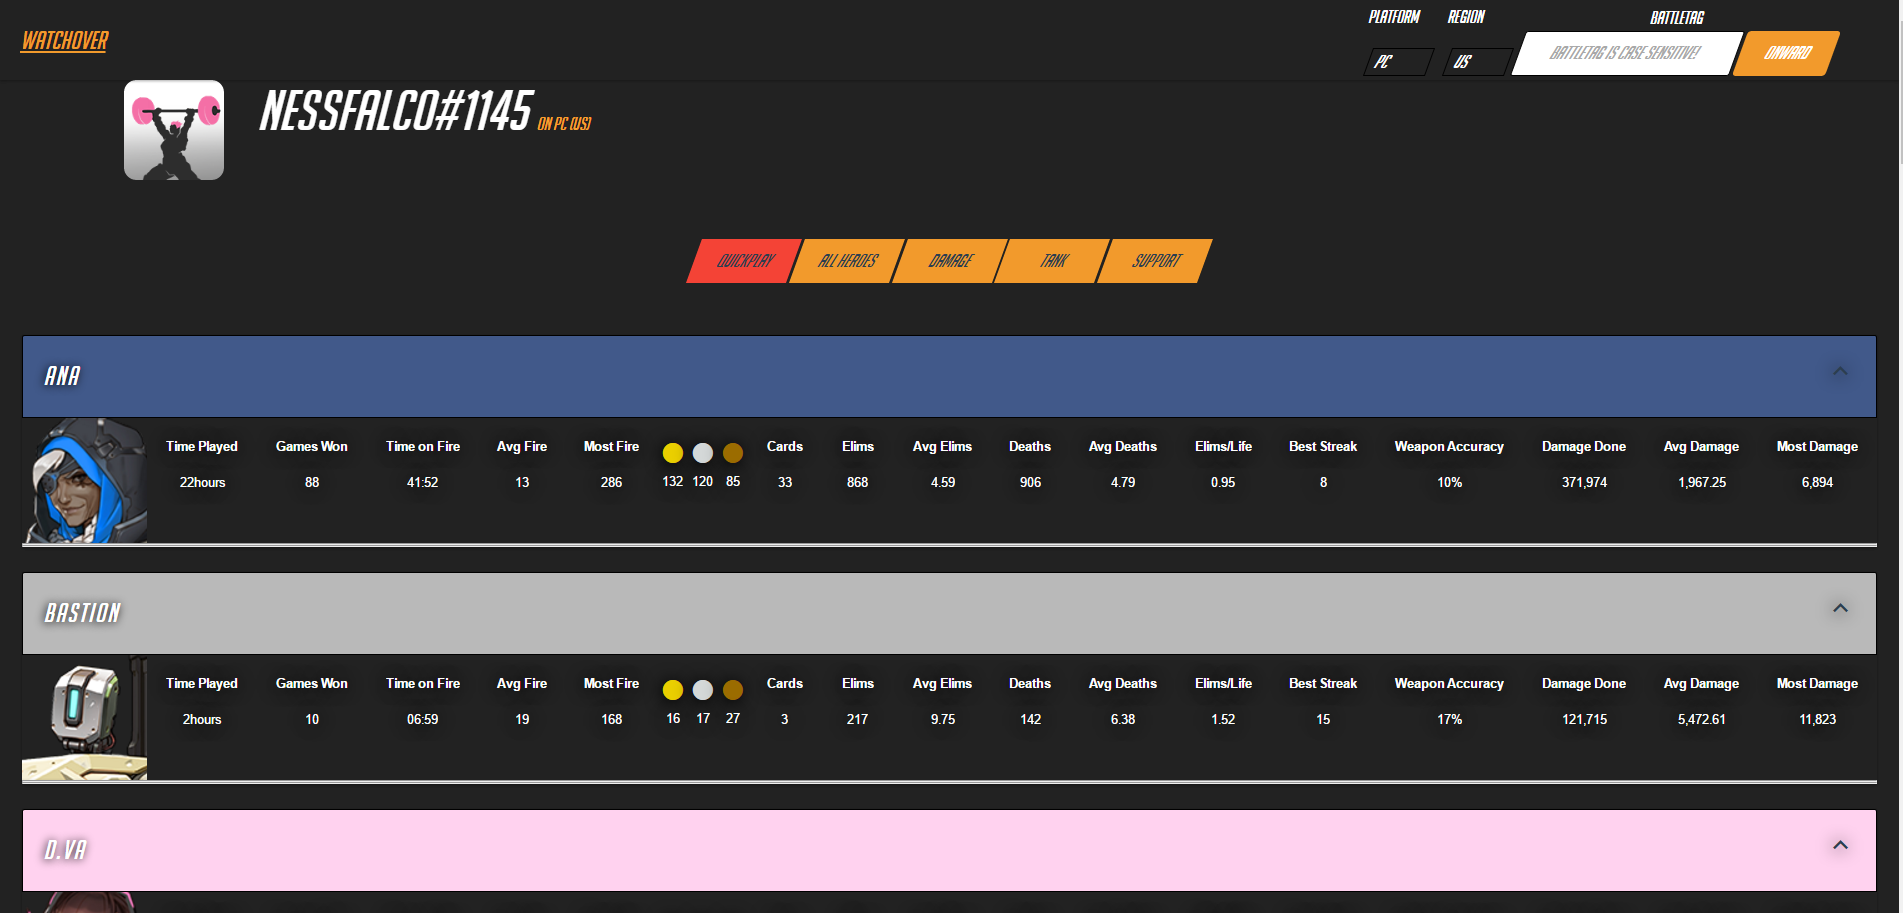 WATCHOVER
PLATFORM REGION BATTLETAG
PC US BATTLETAG IS CASE SENSITIVE! ONWARD
NESSFALCO#1145 ON PC (US)
QUICKPLAY ALL HEROES DAMAGE TANK SUPPORT
ANA
Time Played Games Won Time on Fire Avg Fire Most Fire Cards Elims Avg Elims Deaths Avg Deaths Elims/Life Best Streak Weapon Accuracy Damage Done Avg Damage Most Damage
22hours 88 41:52 13 286 132 120 85 33 868 4.59 906 4.79 0.95 8 10% 371,974 1,967.25 6,894
BASTION
Time Played Games Won Time on Fire Avg Fire Most Fire Cards Elims Avg Elims Deaths Avg Deaths Elims/Life Best Streak Weapon Accuracy Damage Done Avg Damage Most Damage
2hours 10 06:59 19 168 16 17 27 3 217 9.75 142 6.38 1.52 15 17% 121,715 5,472.61 11,823
D.VA